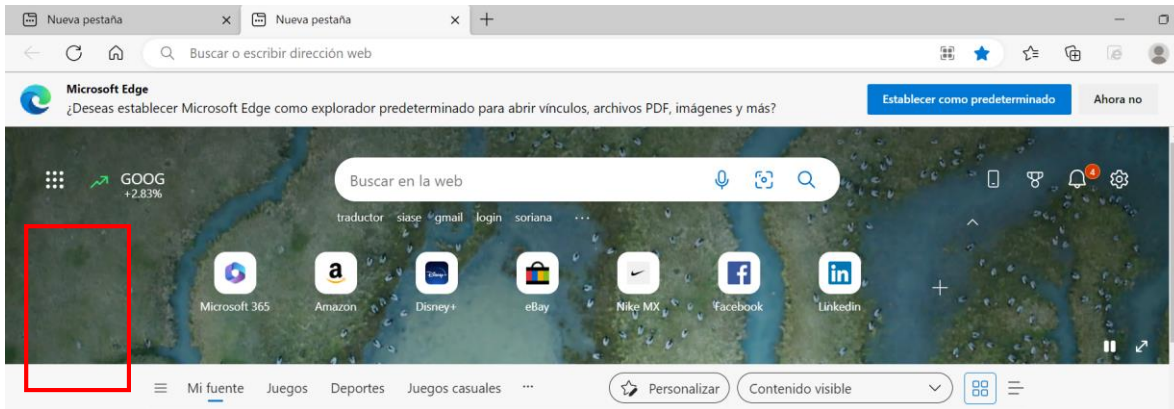 Nueva pestaña
Nueva pestaña
Buscar o escribir dirección web
Microsoft Edge
¿Deseas establecer Microsoft Edge como explorador predeterminado para abrir vínculos, archivos PDF, imágenes y más?
Establecer como predeterminado
Ahora no
GOOG
+2.83%
Buscar en la web
4
traductor siase gmail login soriana ...
a
Disney+
f
in
Microsoft 365
Amazon
Disney+
eBay
Nike MX
Facebook
Linkedin
Mi fuente Juegos Deportes Juegos casuales ...
Personalizar
Contenido visible